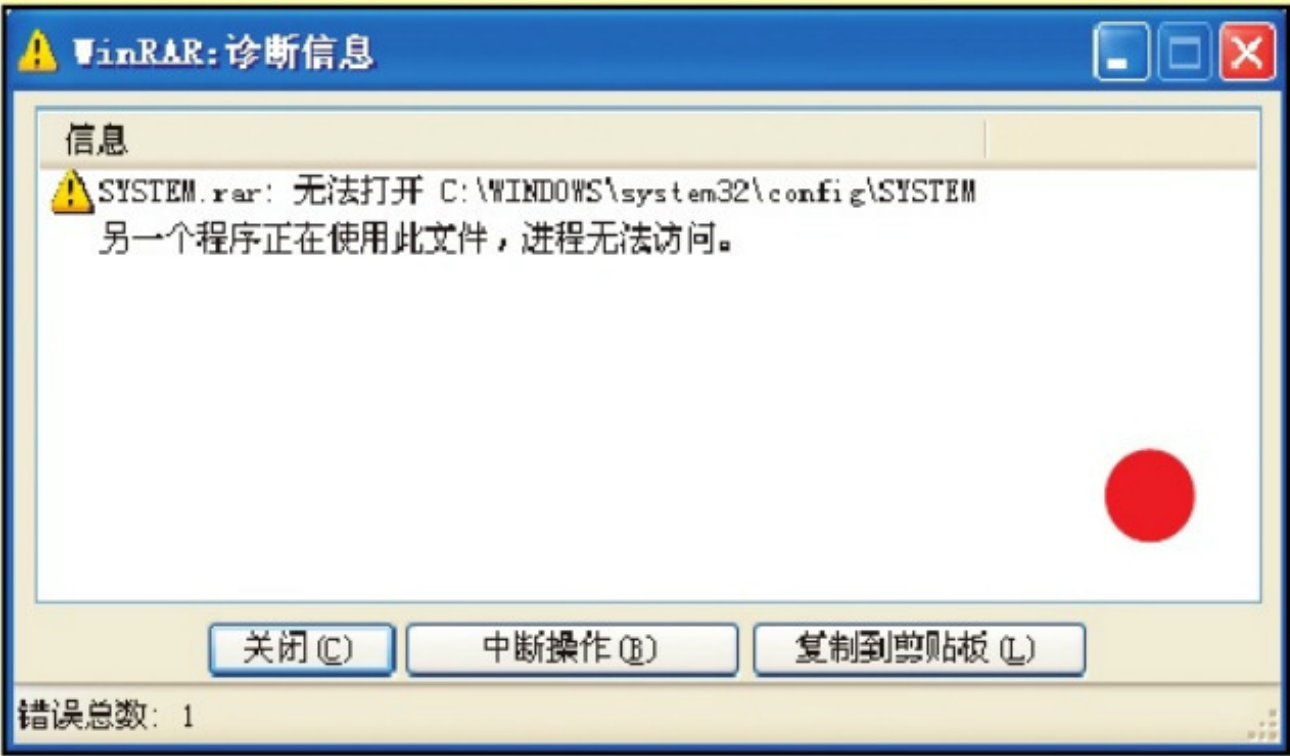 WinRAR:诊断信息
信息
SYSTEM.rar: 无法打开 C:\WINDOWS\system32\config\SYSTEM
另一个程序正在使用此文件，进程无法访问。
关闭(C) 中断操作(B) 复制到剪贴板(L)
错误总数: 1